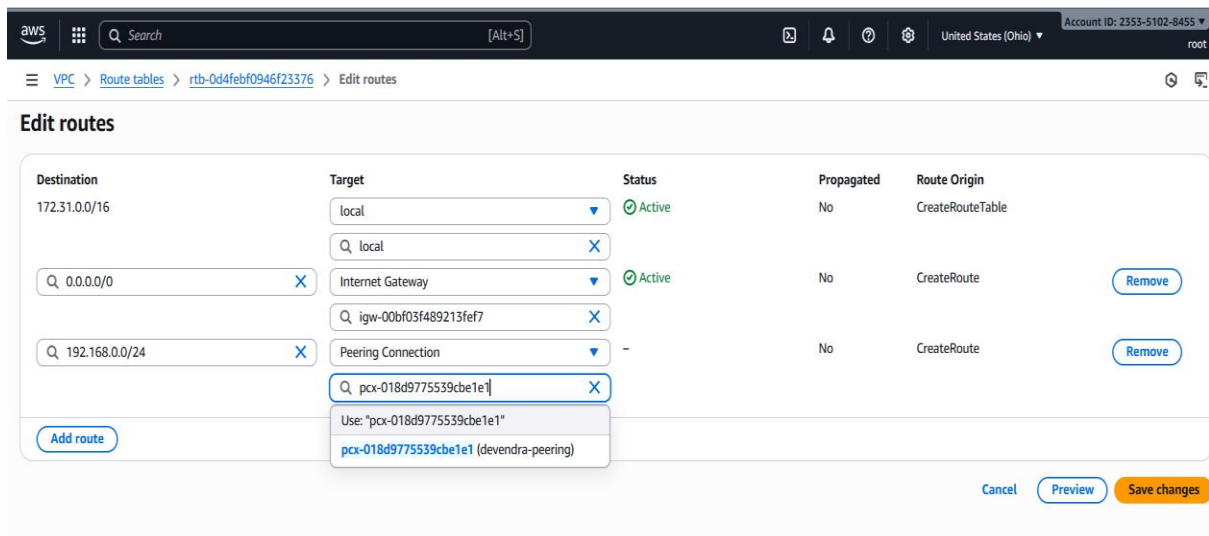 aws
Search
[Alt+S]
United States (Ohio)
Account ID: 2353-5102-8455
root
VPC > Route tables > rtb-0d4febf0946f23376 > Edit routes
Edit routes
Destination Target Status Propagated Route Origin
172.31.0.0/16 local Active No CreateRouteTable
local
0.0.0.0/0 Internet Gateway Active No CreateRoute Remove
igw-00bf03f489213fef7
192.168.0.0/24 Peering Connection – No CreateRoute Remove
pcx-018d9775539cbe1e1
Use: "pcx-018d9775539cbe1e1"
Add route
pcx-018d9775539cbe1e1 (devendra-peering)
Cancel Preview Save changes